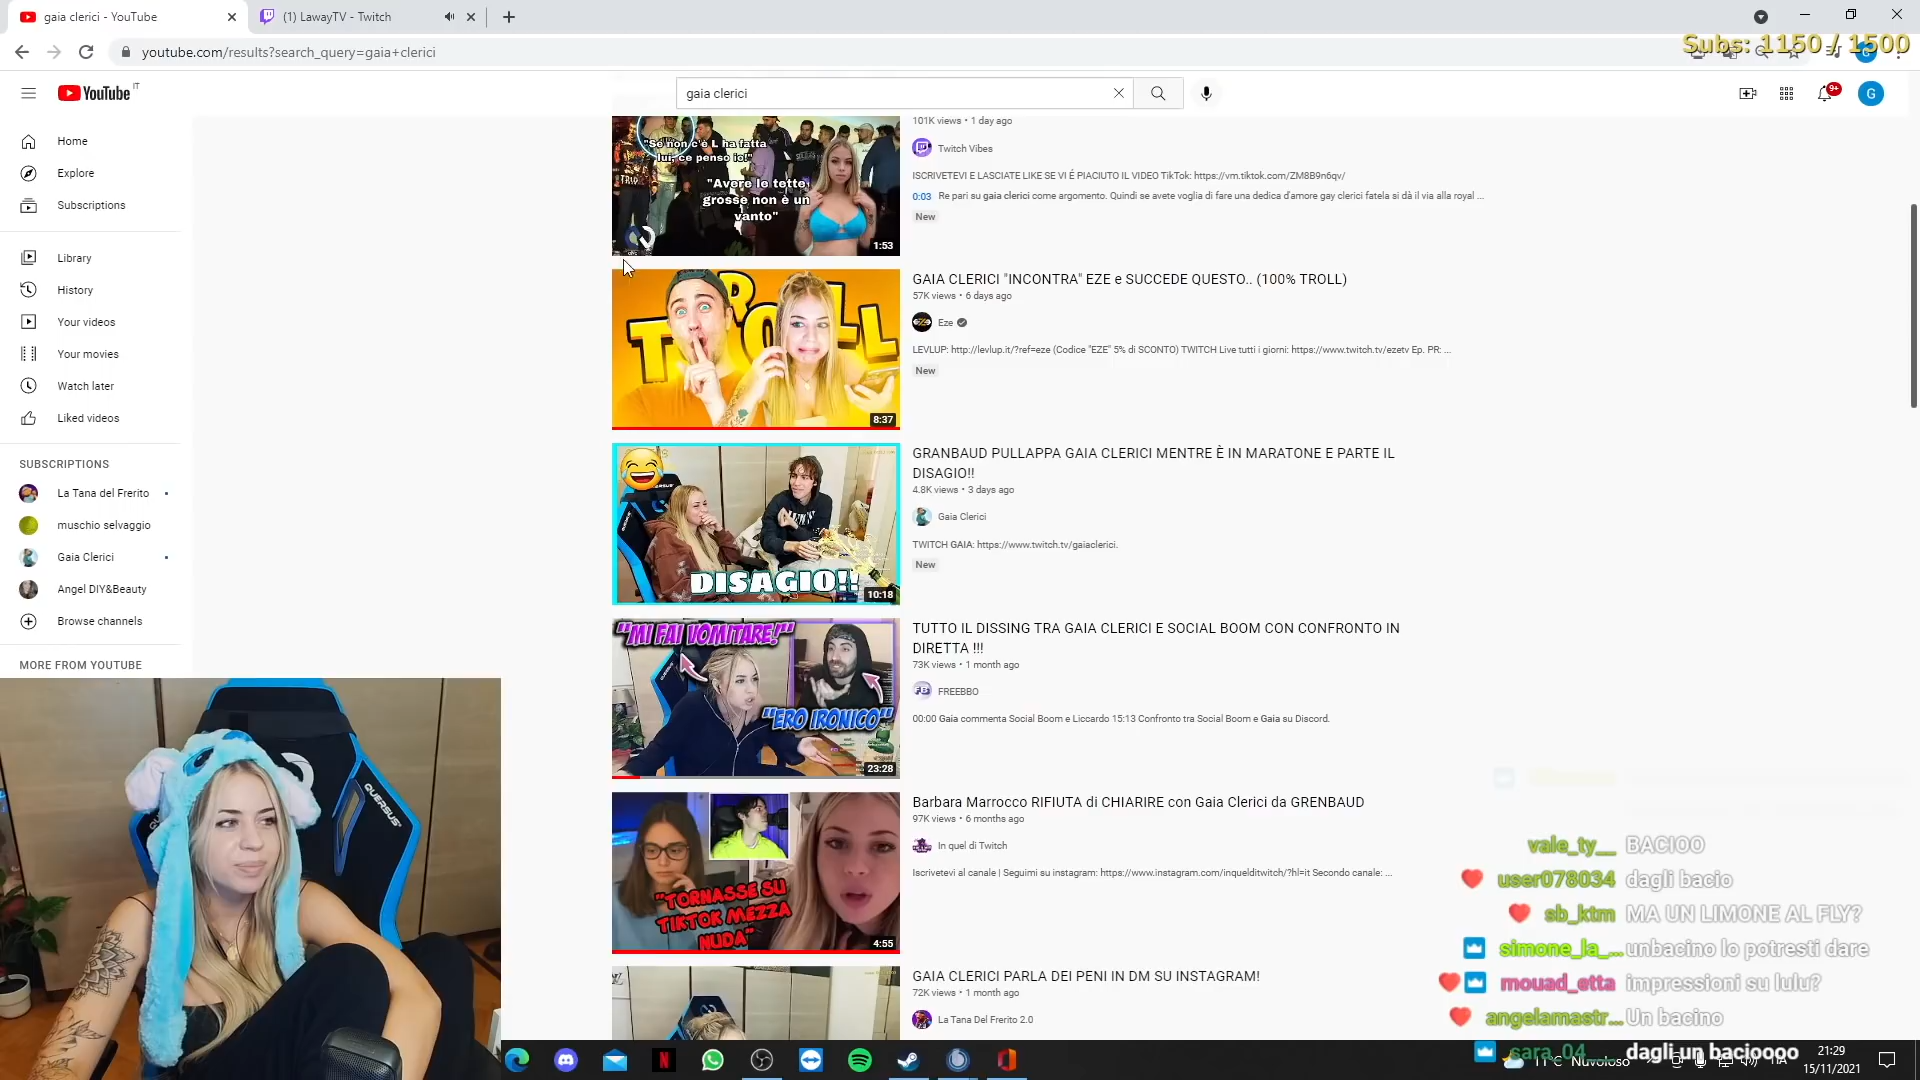 gaia clerici - YouTube
(1) LawayTV - Twitch
youtube.com/results?search_query=gaia+clerici
Subs: 1150 / 1500
YouTube IT
gaia clerici
9+
G
Home
Explore
Subscriptions
Library
History
Your videos
Your movies
Watch later
Liked videos
SUBSCRIPTIONS
La Tana del Frerito
muschio selvaggio
Gaia Clerici
Angel DIY&Beauty
Browse channels
MORE FROM YOUTUBE
"Se non c'è L ha fatta
lui, ce penso io!"
"Avere le tette
grosse non è un
vanto"
1:53
101K views • 1 day ago
Twitch Vibes
ISCRIVETEVI E LASCIATE LIKE SE VI É PIACIUTO IL VIDEO TikTok: https://vm.tiktok.com/ZM8B9n6qv/
0:03 Re pari su gaia clerici come argomento. Quindi se avete voglia di fare una dedica d'amore gay clerici fatela si dà il via alla royal ...
New
TROLL
8:37
GAIA CLERICI "INCONTRA" EZE e SUCCEDE QUESTO.. (100% TROLL)
57K views • 6 days ago
Eze
LEVLUP: http://levlup.it/?ref=eze (Codice "EZE" 5% di SCONTO) TWITCH Live tutti i giorni: https://www.twitch.tv/ezetv Ep. PR: ...
New
DISAGIO!!
10:18
GRANBAUD PULLAPPA GAIA CLERICI MENTRE È IN MARATONE E PARTE IL
DISAGIO!!
4.8K views • 3 days ago
Gaia Clerici
TWITCH GAIA: https://www.twitch.tv/gaiaclerici.
New
"MI FAI VOMITARE!"
"ERO IRONICO"
23:28
TUTTO IL DISSING TRA GAIA CLERICI E SOCIAL BOOM CON CONFRONTO IN
DIRETTA !!!
73K views • 1 month ago
FREEBBO
00:00 Gaia commenta Social Boom e Liccardo 15:13 Confronto tra Social Boom e Gaia su Discord.
"TORNASSE SU
TIKTOK MEZZA
NUDA"
4:55
Barbara Marrocco RIFIUTA di CHIARIRE con Gaia Clerici da GRENBAUD
97K views • 6 months ago
In quel di Twitch
Iscrivetevi al canale | Seguimi su instagram: https://www.instagram.com/inquelditwitch/?hl=it Secondo canale: ...
GAIA CLERICI PARLA DEI PENI IN DM SU INSTAGRAM!
72K views • 1 month ago
La Tana Del Frerito 2.0
QUERSUS
vale_ty__ BACIOO
user078034 dagli bacio
sb_ktm MA UN LIMONE AL FLY?
simone_la_... unbacino lo potresti dare
mouad_etta impressioni su lulu?
angelamastr... Un bacino
sara_04__ dagli un bacioooo
11°C Nuvoloso
21:29
15/11/2021